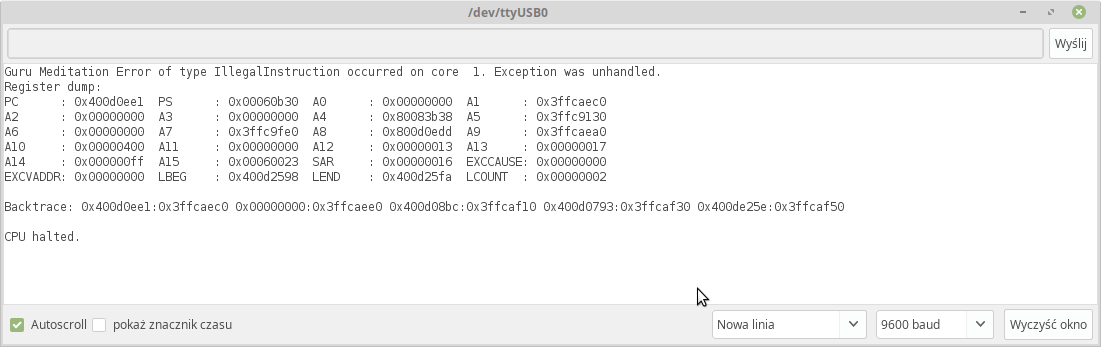 /dev/ttyUSB0
Wyślij
Guru Meditation Error of type IllegalInstruction occurred on core  1. Exception was unhandled.
Register dump:
PC      : 0x400d0ee1  PS      : 0x00060b30  A0      : 0x00000000  A1      : 0x3ffcaec0
A2      : 0x00000000  A3      : 0x00000000  A4      : 0x80083b38  A5      : 0x3ffc9130
A6      : 0x00000000  A7      : 0x3ffc9fe0  A8      : 0x800d0edd  A9      : 0x3ffcaea0
A10     : 0x00000400  A11     : 0x00000000  A12     : 0x00000013  A13     : 0x00000017
A14     : 0x000000ff  A15     : 0x00060023  SAR     : 0x00000016  EXCCAUSE: 0x00000000
EXCVADDR: 0x00000000  LBEG    : 0x400d2598  LEND    : 0x400d25fa  LCOUNT  : 0x00000002
Backtrace: 0x400d0ee1:0x3ffcaec0 0x00000000:0x3ffcaee0 0x400d08bc:0x3ffcaf10 0x400d0793:0x3ffcaf30 0x400de25e:0x3ffcaf50
CPU halted.
Autoscroll pokaż znacznik czasu Nowa linia 9600 baud Wyczyść okno